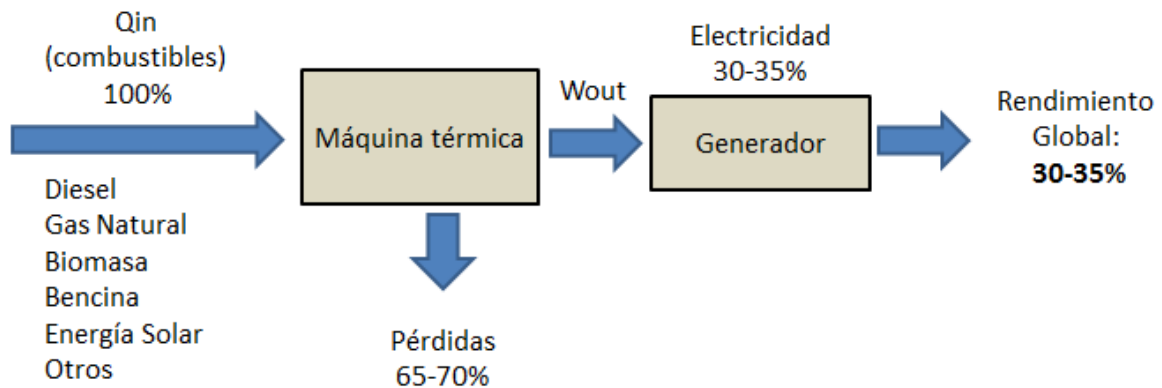 Qin
(combustibles)
100%
Máquina térmica
Wout
Electricidad
30-35%
Generador
Rendimiento
Global:
30-35%
Diesel
Gas Natural
Biomasa
Bencina
Energía Solar
Otros
Pérdidas
65-70%